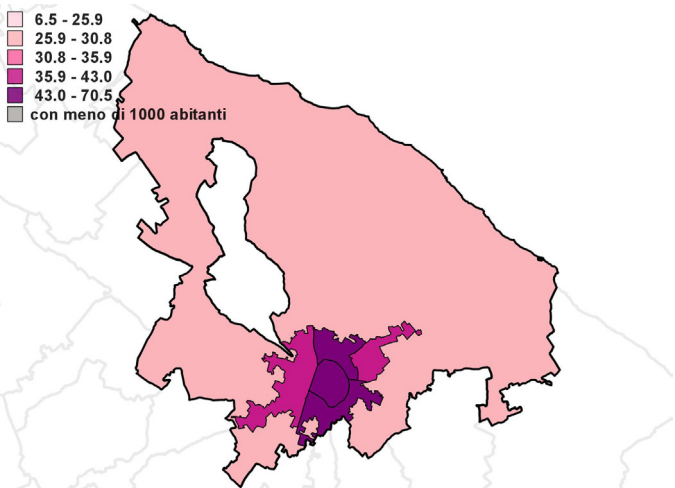 6.5 - 25.9
25.9 - 30.8
30.8 - 35.9
35.9 - 43.0
43.0 - 70.5
con meno di 1000 abitanti